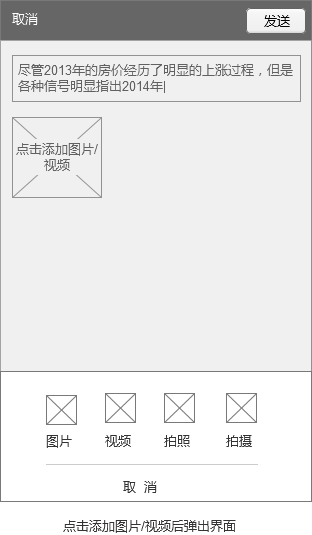 取消
发送
尽管2013年的房价经历了明显的上涨过程，但是
各种信号明显指出2014年
点击添加图片/
视频
图片 视频 拍照 拍摄
取 消
点击添加图片/视频后弹出界面